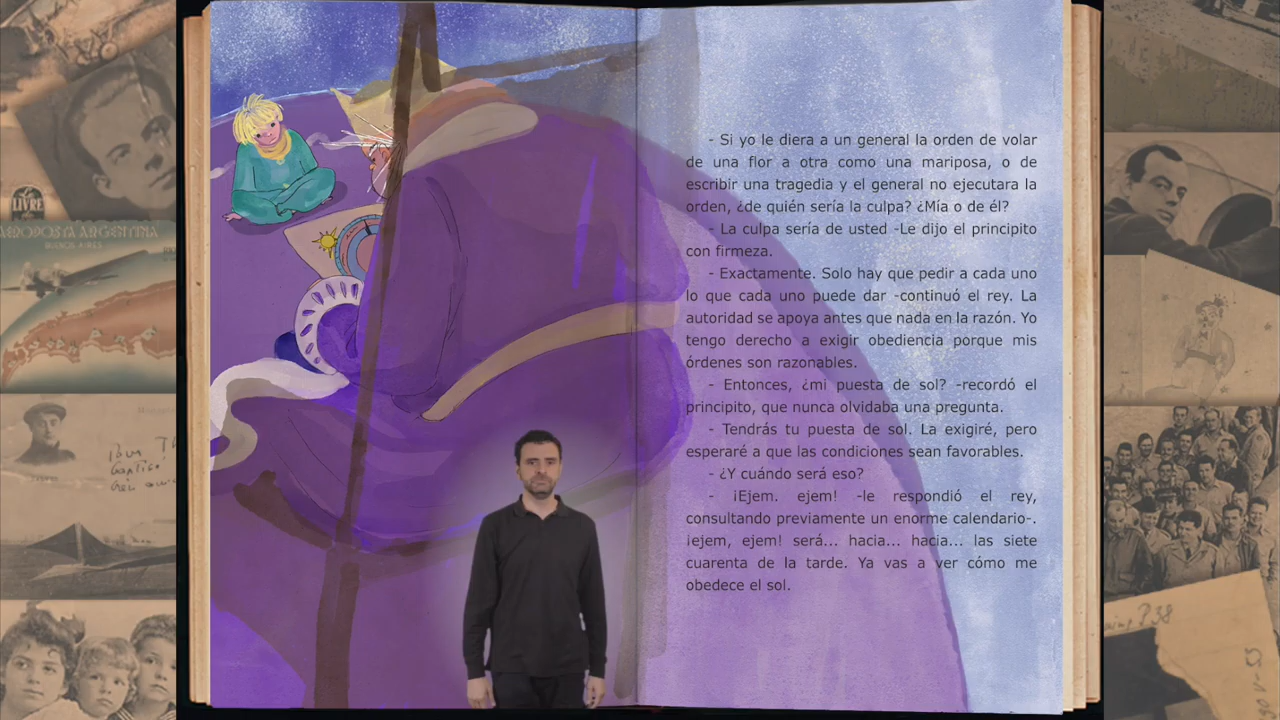 - Si yo le diera a un general la orden de volar
de una flor a otra como una mariposa, o de
escribir una tragedia y el general no ejecutara la
orden, ¿de quién sería la culpa? ¿Mía o de él?
- La culpa sería de usted -Le dijo el principito
con firmeza.
- Exactamente. Solo hay que pedir a cada uno
lo que cada uno puede dar -continuó el rey. La
autoridad se apoya antes que nada en la razón. Yo
tengo derecho a exigir obediencia porque mis
órdenes son razonables.
- Entonces, ¿mi puesta de sol? -recordó el
principito, que nunca olvidaba una pregunta.
- Tendrás tu puesta de sol. La exigiré, pero
esperaré a que las condiciones sean favorables.
- ¿Y cuándo será eso?
- ¡Ejem. ejem! -le respondió el rey,
consultando previamente un enorme calendario-.
¡ejem, ejem! será... hacia... hacia... las siete
cuarenta de la tarde. Ya vas a ver cómo me
obedece el sol.
LIVRE
AEROPOSTA ARGENTINA
BUENOS AIRES
P38